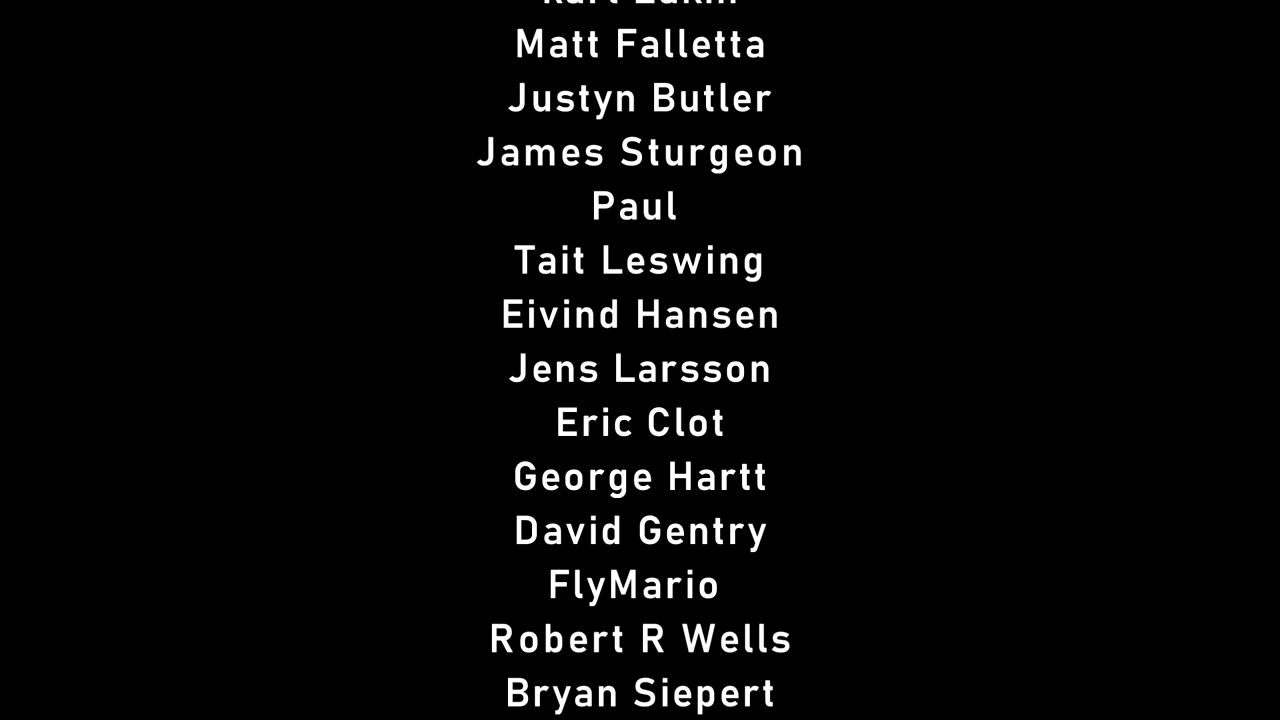 Matt Falletta
Justyn Butler
James Sturgeon
Paul
Tait Leswing
Eivind Hansen
Jens Larsson
Eric Clot
George Hartt
David Gentry
FlyMario
Robert R Wells
Bryan Siepert